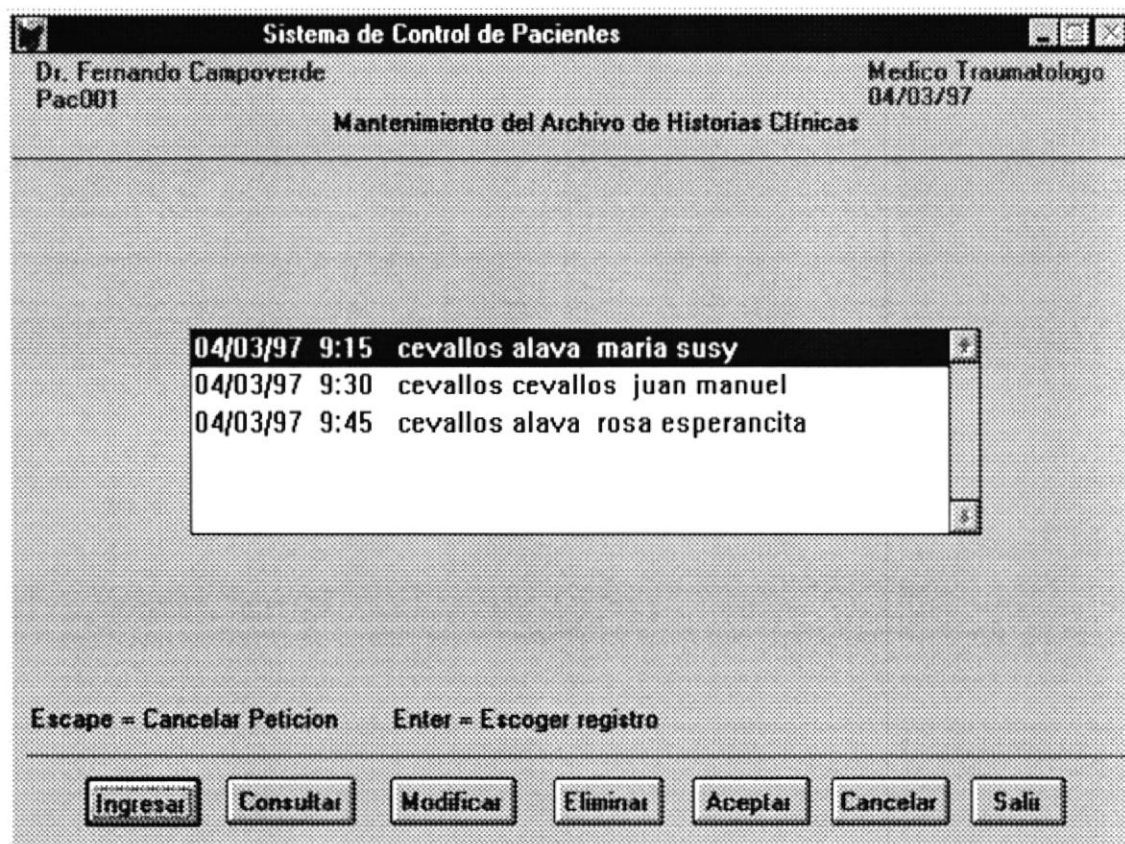 Sistema de Control de Pacientes
Dr. Fernando Campoverde Medico Traumatologo
Pac001 04/03/97
Mantenimiento del Archivo de Historias Clínicas
04/03/97 9:15 cevallos alava maria susy
04/03/97 9:30 cevallos cevallos juan manuel
04/03/97 9:45 cevallos alava rosa esperancita
Escape = Cancelar Peticion Enter = Escoger registro
Ingresar Consultar Modificar Eliminar Aceptar Cancelar Salir